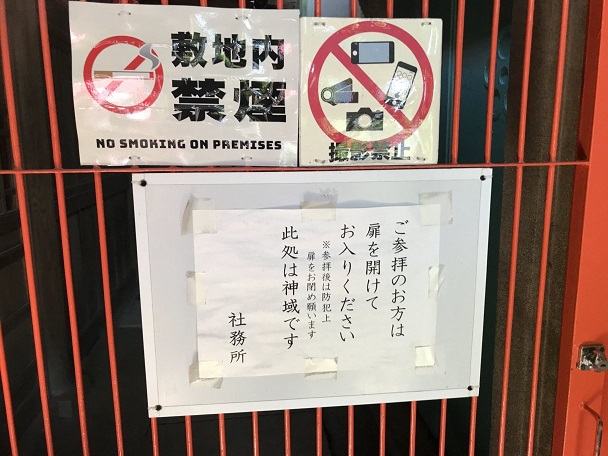 敷地内
禁煙
NO SMOKING ON PREMISES
撮影禁止
ご参拝のお方は
扉を開けて
お入りください
※参拝後は防犯上
扉をお閉め願います
此処は神域です
社務所